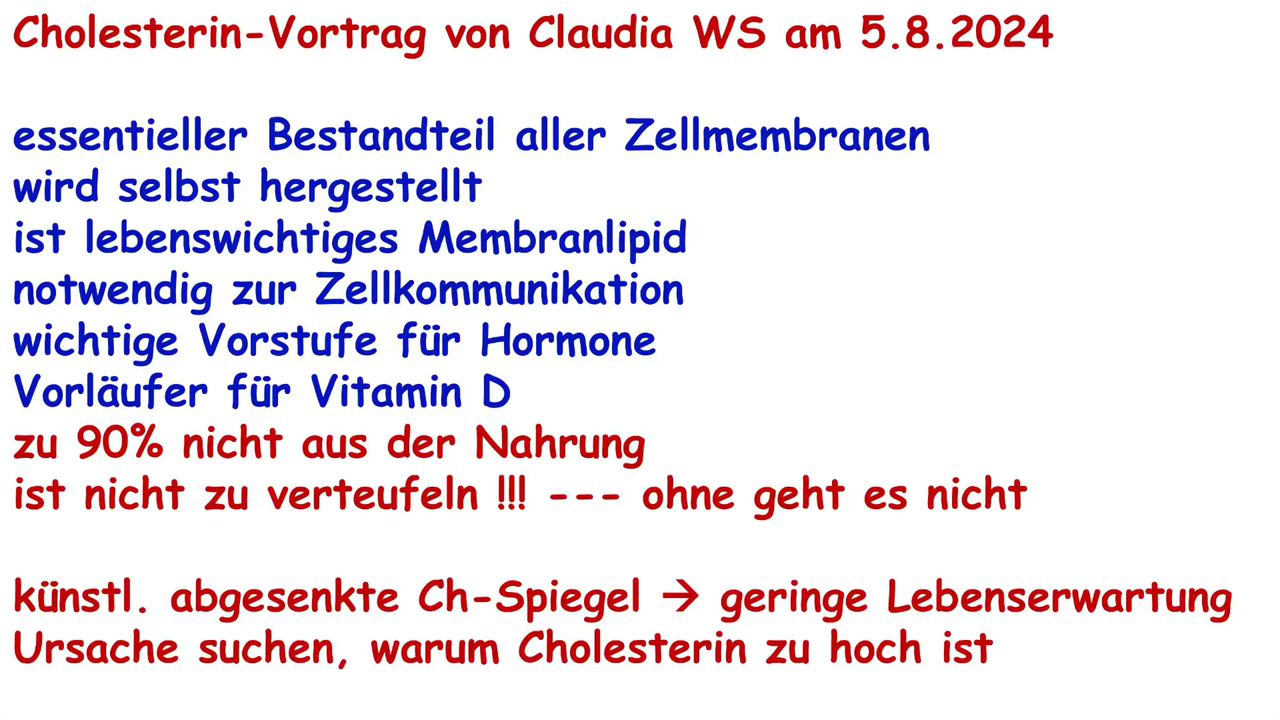 Cholesterin-Vortrag von Claudia WS am 5.8.2024
essentieller Bestandteil aller Zellmembranen
wird selbst hergestellt
ist lebenswichtiges Membranlipid
notwendig zur Zellkommunikation
wichtige Vorstufe für Hormone
Vorläufer für Vitamin D
zu 90% nicht aus der Nahrung
ist nicht zu verteufeln !!! --- ohne geht es nicht
künstl. abgesenkte Ch-Spiegel → geringe Lebenserwartung
Ursache suchen, warum Cholesterin zu hoch ist